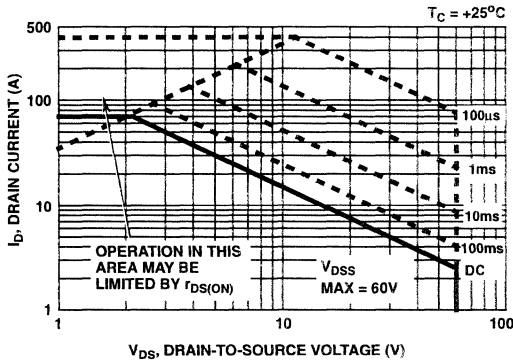 T_C = +25°C
500
100
10
1
I_D, DRAIN CURRENT (A)
100μs
1ms
10ms
100ms
DC
OPERATION IN THIS
AREA MAY BE
LIMITED BY r_DS(ON)
V_DSS
MAX = 60V
1
10
100
V_DS, DRAIN-TO-SOURCE VOLTAGE (V)